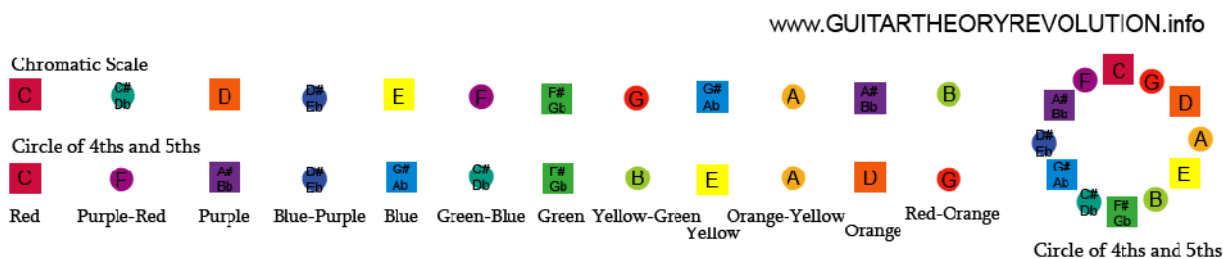 www.GUITARTHEORYREVOLUTION.info
Chromatic Scale
C C# Db D D# Eb E F F# Gb G G# Ab A A# Bb B
Circle of 4ths and 5ths
C F A# Bb D# Eb G# Ab C# Db F# Gb B E A D G
Red Purple-Red Purple Blue-Purple Blue Green-Blue Green Yellow-Green Yellow Orange-Yellow Orange Red-Orange
C G D A E B F# Gb C# Db G# Ab D# Eb A# Bb F
Circle of 4ths and 5ths